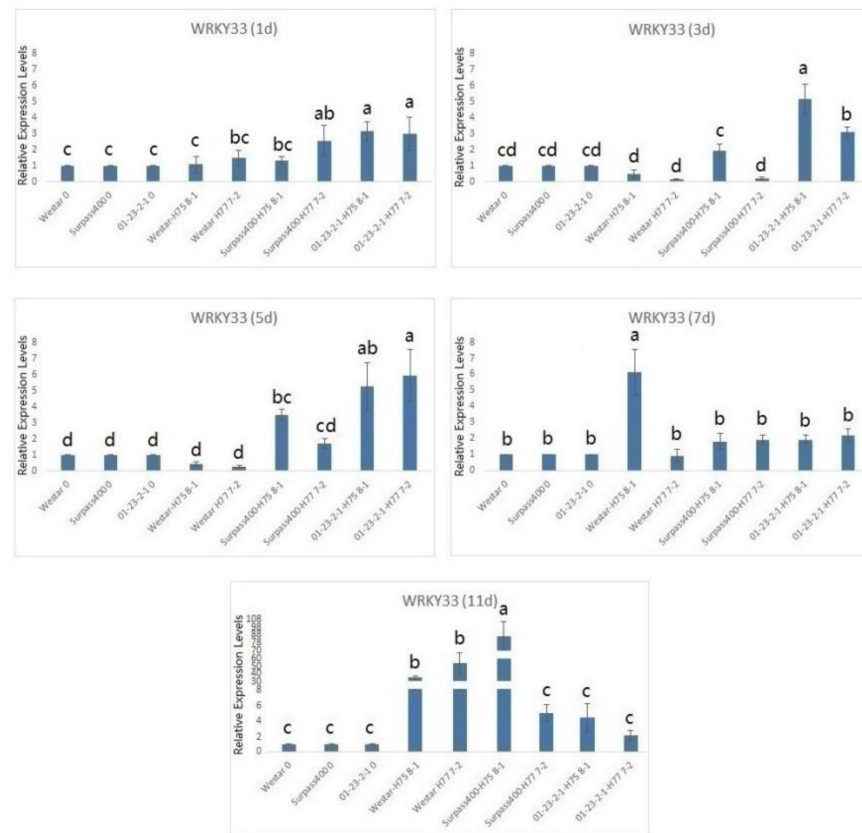 WRKY33 (1d)
Relative Expression Levels
8
7
6
5
4
3
2
1
0
c c c c bc bc ab a a
Westar 0
Surpass400 0
01-23-2-1 0
Westar-H75 8-1
Westar H77 7-2
Surpass400-H75 8-1
Surpass400-H77 7-2
01-23-2-1-H75 8-1
01-23-2-1-H77 7-2
WRKY33 (3d)
Relative Expression Levels
8
7
6
5
4
3
2
1
0
cd cd cd d d c d a b
Westar 0
Surpass400 0
01-23-2-1 0
Westar-H75 8-1
Westar H77 7-2
Surpass400-H75 8-1
Surpass400-H77 7-2
01-23-2-1-H75 8-1
01-23-2-1-H77 7-2
WRKY33 (5d)
Relative Expression Levels
8
7
6
5
4
3
2
1
0
d d d d d bc cd ab a
Westar 0
Surpass400 0
01-23-2-1 0
Westar-H75 8-1
Westar H77 7-2
Surpass400-H75 8-1
Surpass400-H77 7-2
01-23-2-1-H75 8-1
01-23-2-1-H77 7-2
WRKY33 (7d)
Relative Expression Levels
8
7
6
5
4
3
2
1
0
b b b a b b b b b
Westar 0
Surpass400 0
01-23-2-1 0
Westar-H75 8-1
Westar H77 7-2
Surpass400-H75 8-1
Surpass400-H77 7-2
01-23-2-1-H75 8-1
01-23-2-1-H77 7-2
WRKY33 (11d)
Relative Expression Levels
108
98
88
78
70
60
50
40
30
8
6
4
2
0
c c c b b a c c c
Westar 0
Surpass400 0
01-23-2-1 0
Westar-H75 8-1
Westar H77 7-2
Surpass400-H75 8-1
Surpass400-H77 7-2
01-23-2-1-H75 8-1
01-23-2-1-H77 7-2